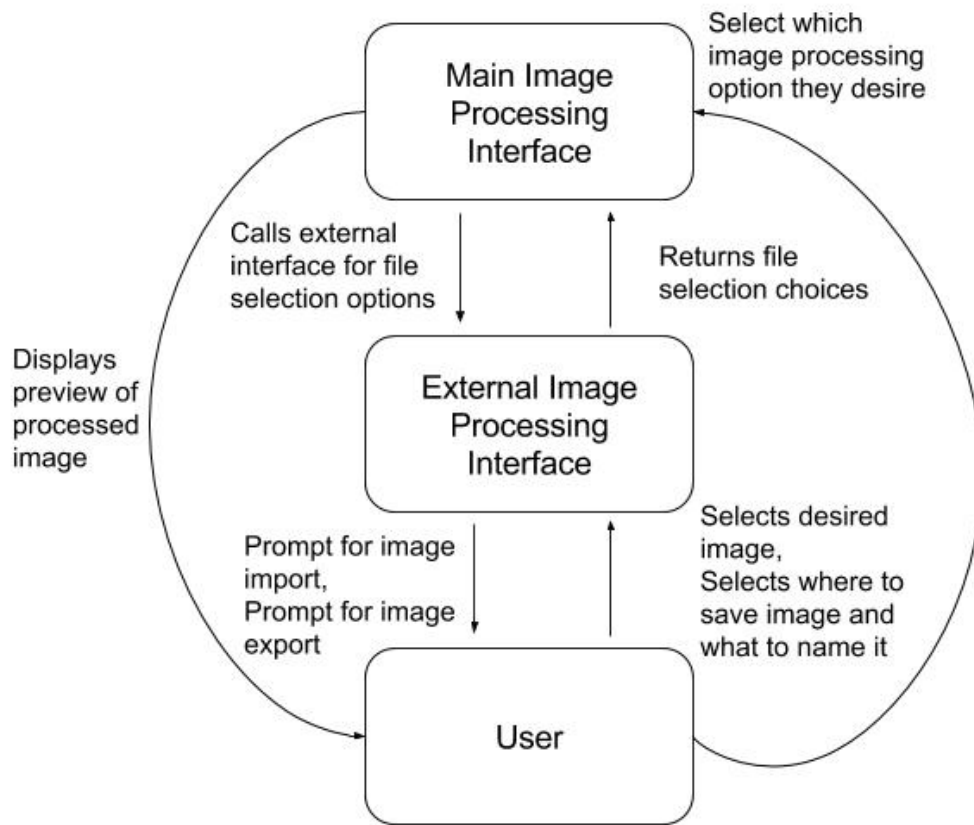 Select which
image processing
option they desire
Main Image
Processing
Interface
Calls external
interface for file
selection options
Returns file
selection choices
Displays
preview of
processed
image
External Image
Processing
Interface
Prompt for image
import,
Prompt for image
export
Selects desired
image,
Selects where to
save image and
what to name it
User